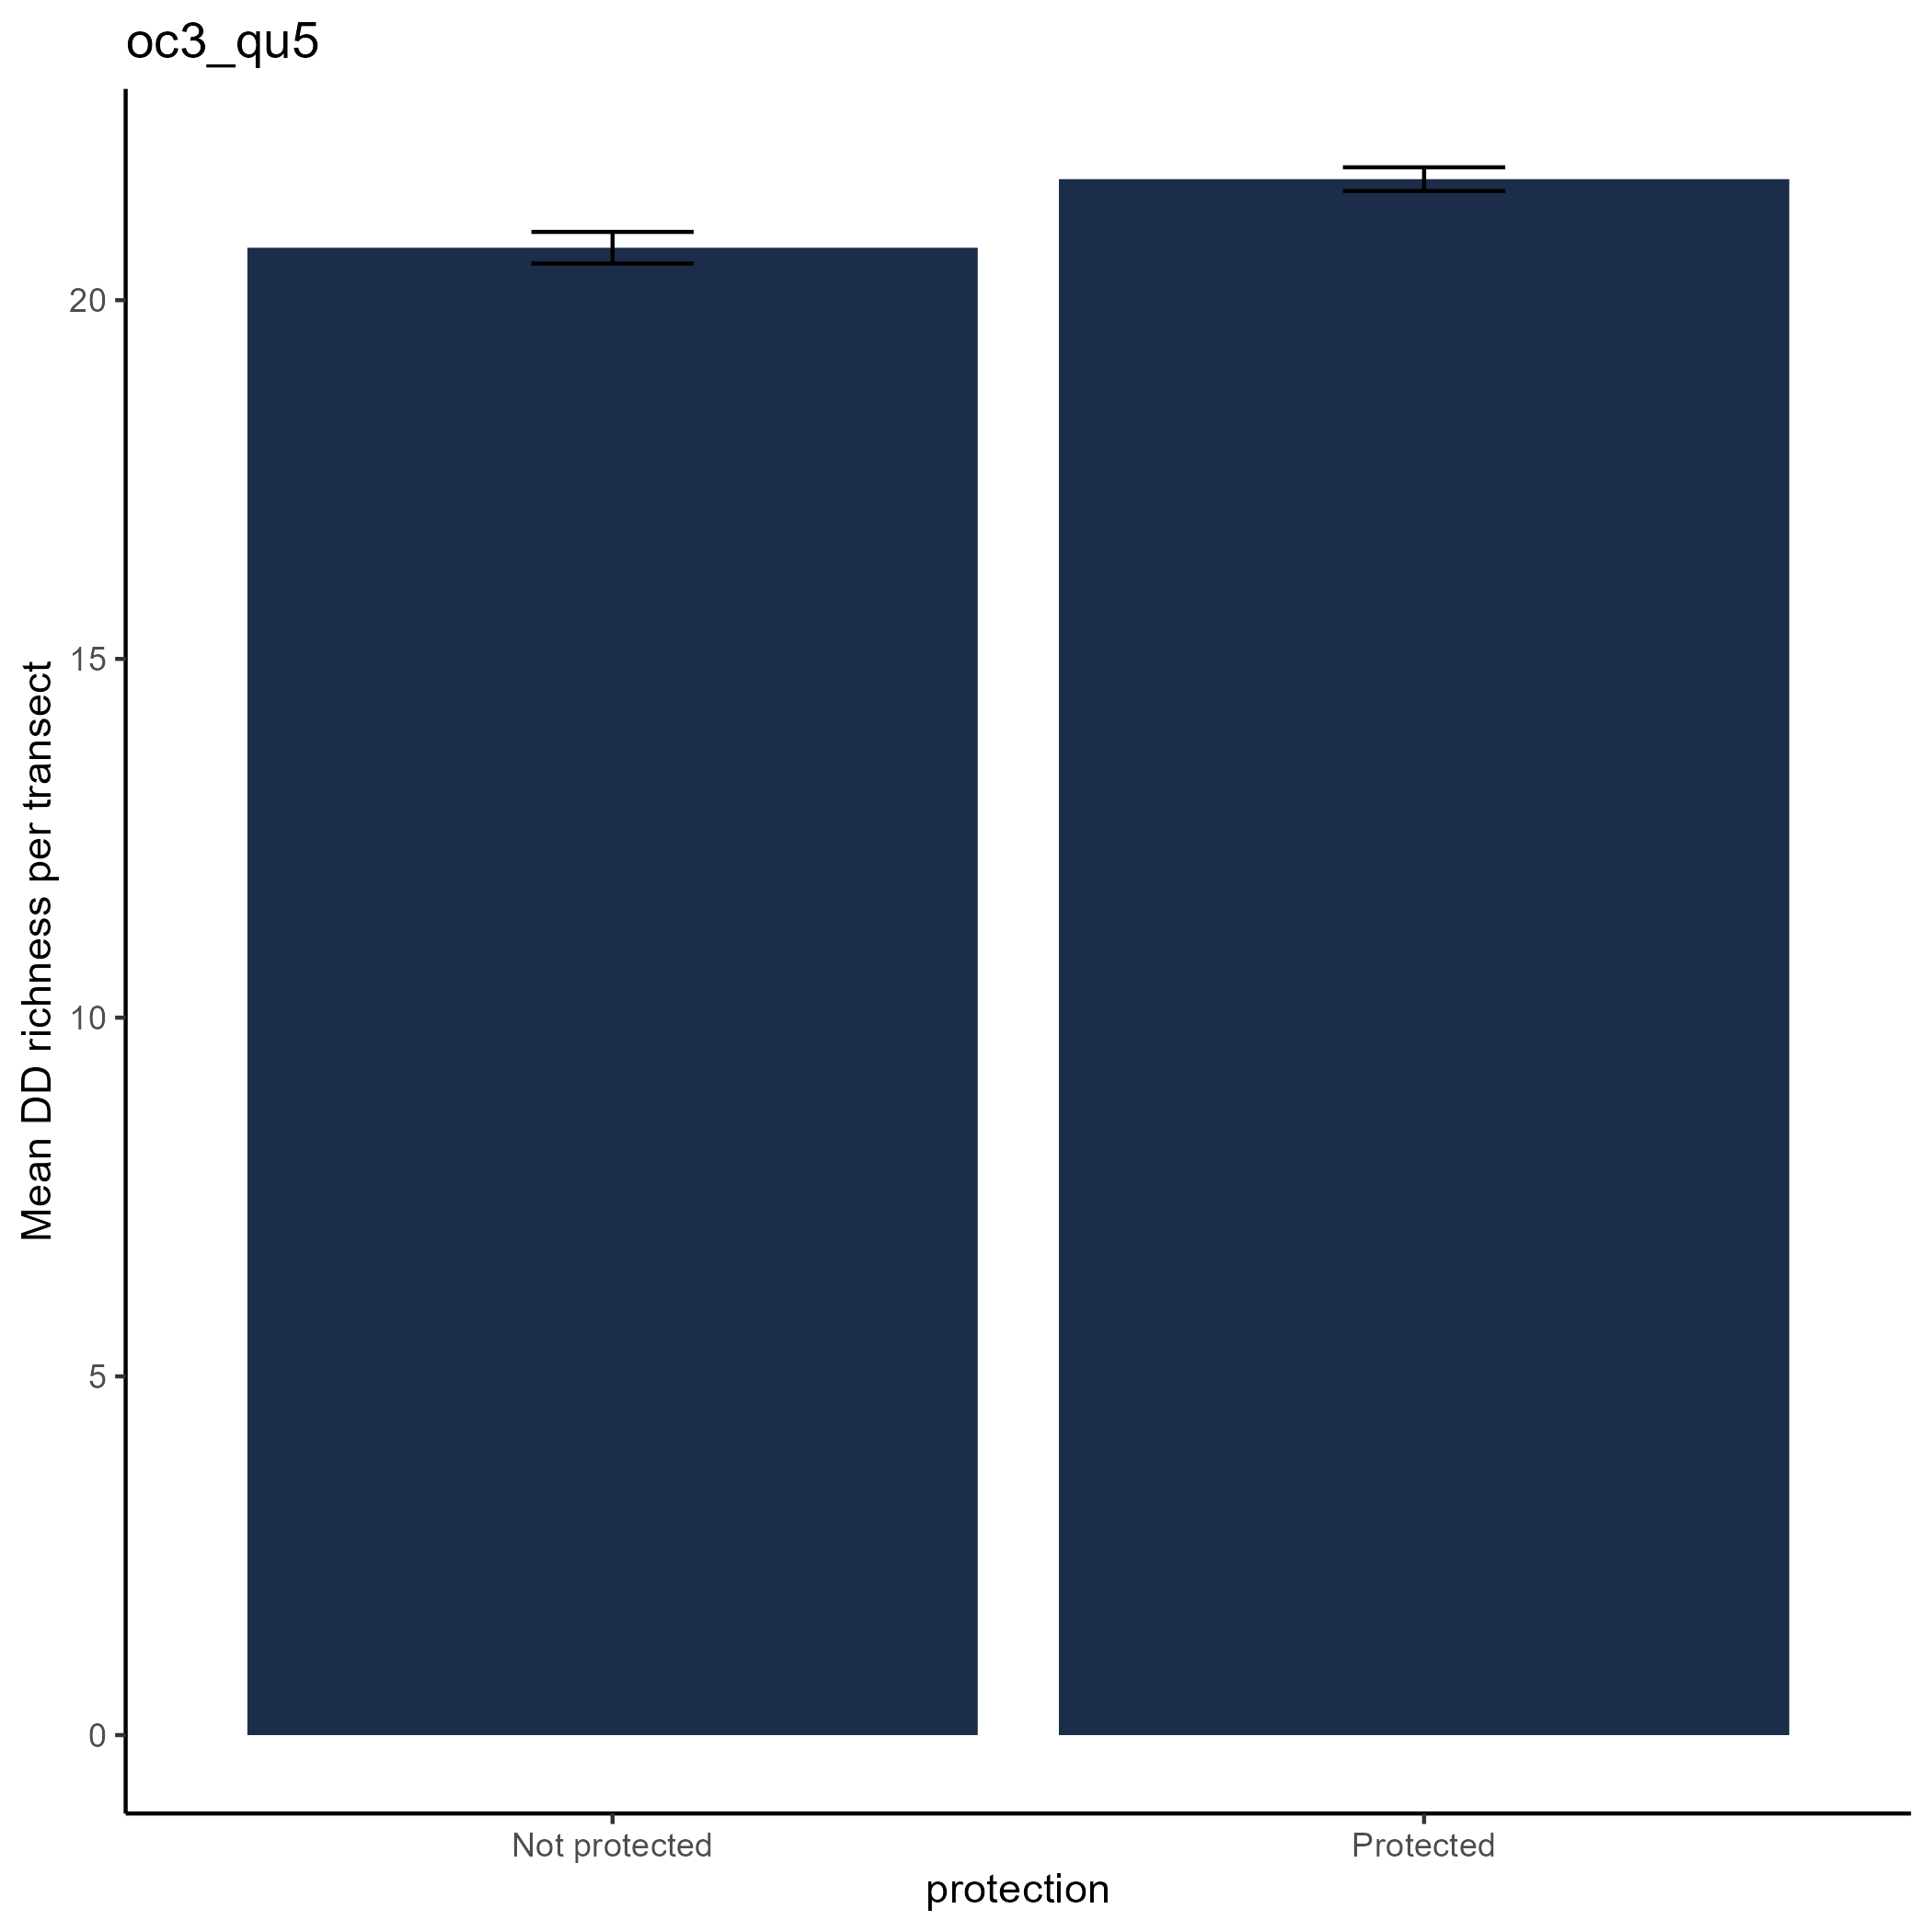 oc3_qu5
Mean DD richness per transect
20
15
10
5
0
Not protected
Protected
protection